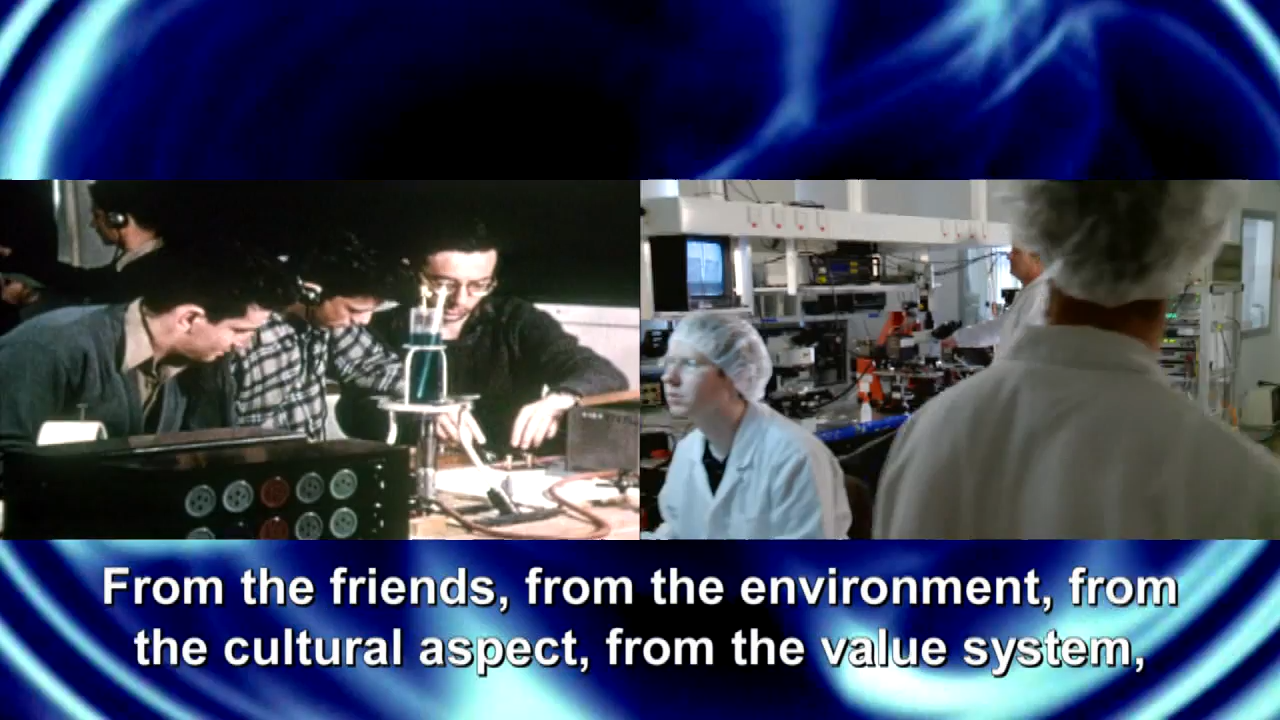 From the friends, from the environment, from
the cultural aspect, from the value system,